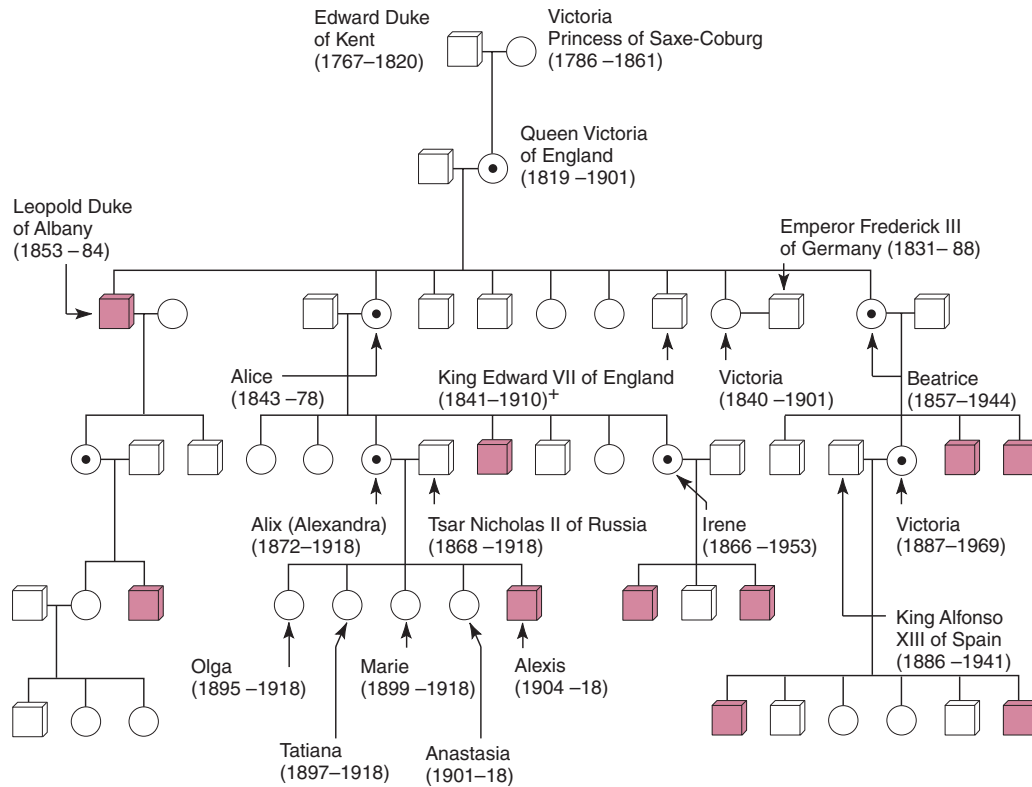 Edward Duke
of Kent
(1767–1820)
Victoria
Princess of Saxe-Coburg
(1786 –1861)
Queen Victoria
of England
(1819 –1901)
Leopold Duke
of Albany
(1853 – 84)
Emperor Frederick III
of Germany (1831– 88)
Alice
(1843 –78)
King Edward VII of England
(1841–1910)+
Victoria
(1840 –1901)
Beatrice
(1857–1944)
Alix (Alexandra)
(1872–1918)
Tsar Nicholas II of Russia
(1868 –1918)
Irene
(1866 –1953)
Victoria
(1887–1969)
King Alfonso
XIII of Spain
(1886 –1941)
Olga
(1895 –1918)
Marie
(1899 –1918)
Alexis
(1904 –18)
Tatiana
(1897–1918)
Anastasia
(1901–18)